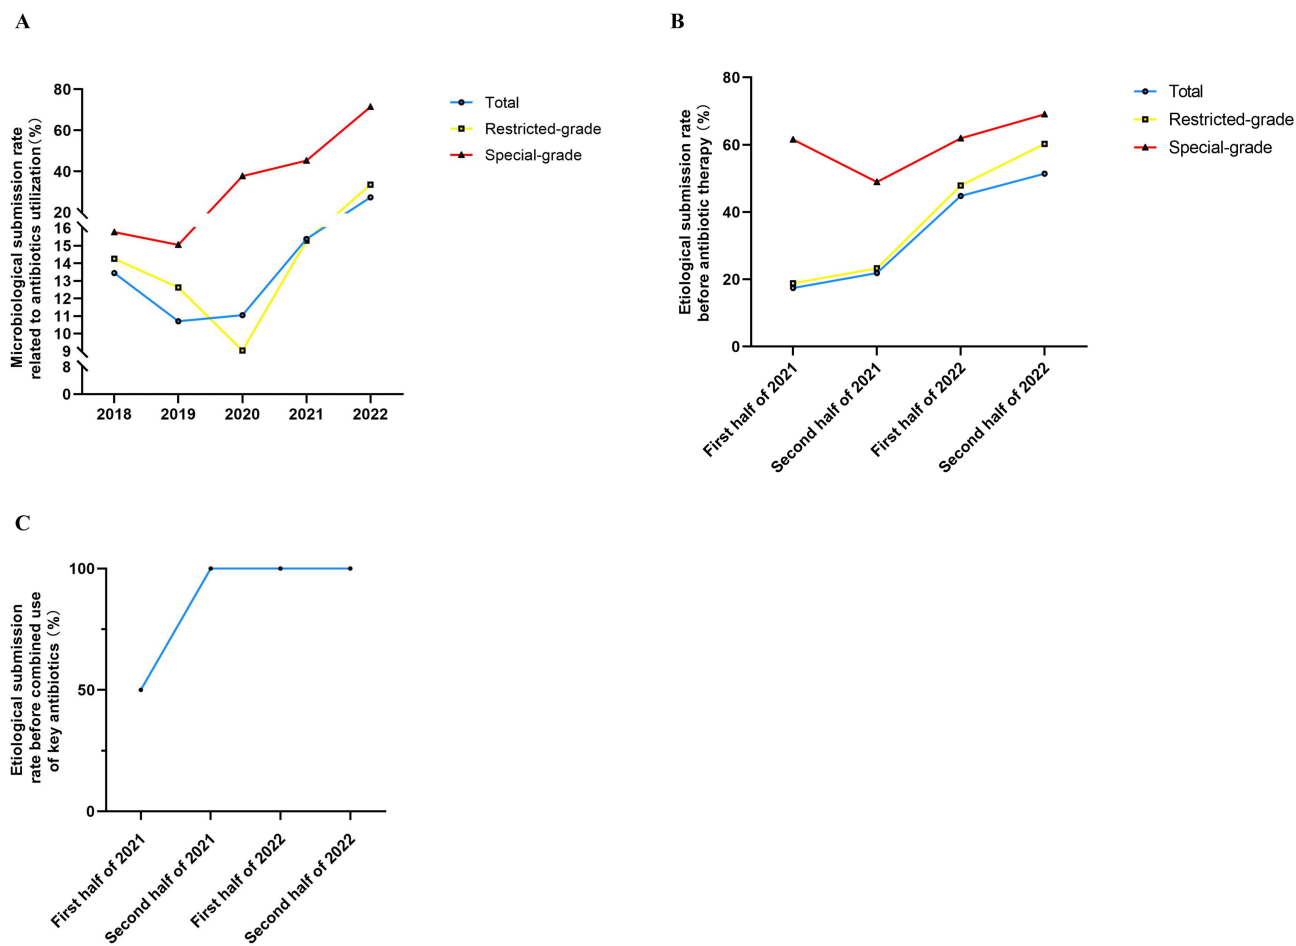 A
Microbiological submission rate
related to antibiotics utilization(%)
80
60
40
20
16
15
14
13
12
11
10
9
8
0
2018 2019 2020 2021 2022
Total
Restricted-grade
Special-grade
B
Etiological submission rate
before antibiotic therapy (%)
80
60
40
20
0
First half of 2021
Second half of 2021
First half of 2022
Second half of 2022
Total
Restricted-grade
Special-grade
C
Etiological submission
rate before combined use
of key antibiotics (%)
100
50
0
First half of 2021
Second half of 2021
First half of 2022
Second half of 2022